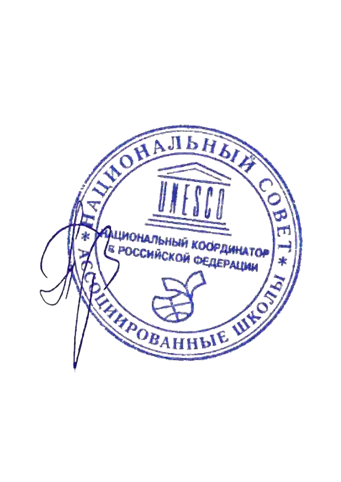 * НАЦИОНАЛЬНЫЙ СОВЕТ *
UNESCO
НАЦИОНАЛЬНЫЙ КООРДИНАТОР
В РОССИЙСКОЙ ФЕДЕРАЦИИ
АССОЦИИРОВАННЫЕ ШКОЛЫ